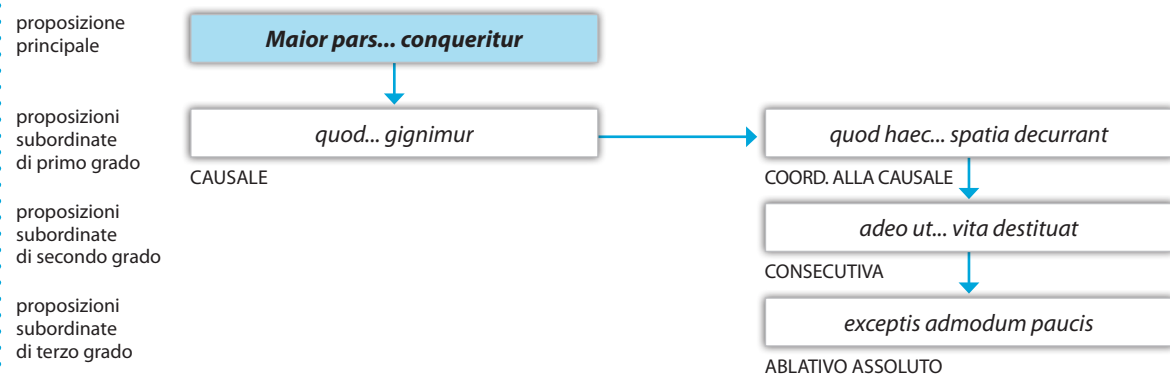 proposizione
principale
Maior pars... conqueritur
proposizioni
subordinate
di primo grado
quod... gignimur
quod haec... spatia decurrant
CAUSALE
COORD. ALLA CAUSALE
proposizioni
subordinate
di secondo grado
adeo ut... vita destituat
CONSECUTIVA
proposizioni
subordinate
di terzo grado
exceptis admodum paucis
ABLATIVO ASSOLUTO